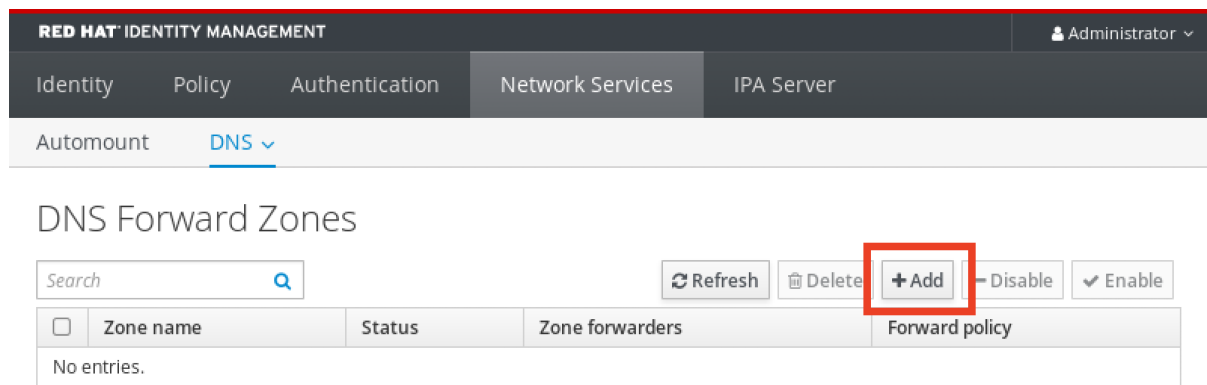 RED HAT® IDENTITY MANAGEMENT Administrator
Identity Policy Authentication Network Services IPA Server
Automount DNS
DNS Forward Zones
Search Refresh Delete Add Disable Enable
Zone name Status Zone forwarders Forward policy
No entries.